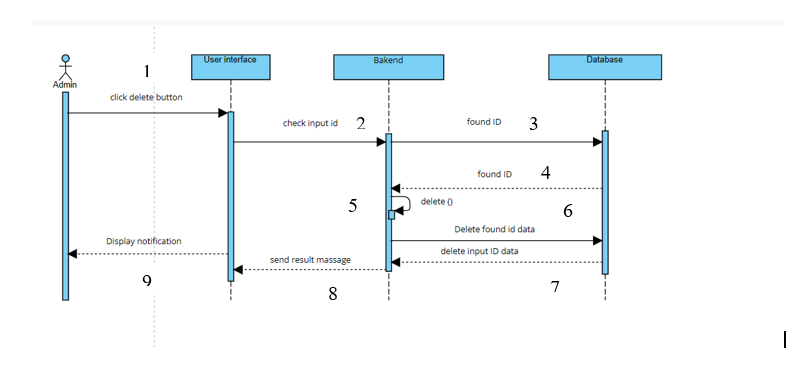 User interface
Bakend
Database
Admin
1
click delete button
check input id
2
found ID
3
found ID
4
5
delete ()
6
Delete found id data
Display notification
delete input ID data
send result massage
9
8
7